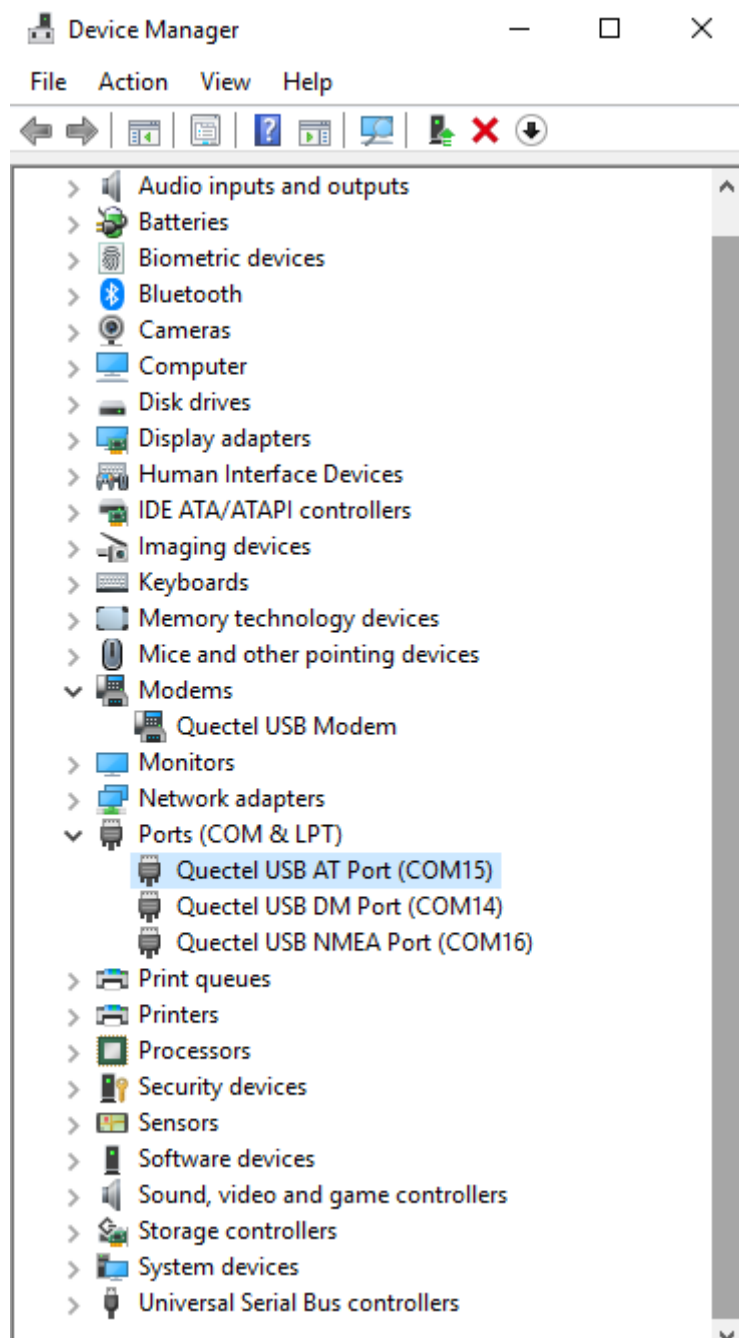 Device Manager
File Action View Help
Audio inputs and outputs
Batteries
Biometric devices
Bluetooth
Cameras
Computer
Disk drives
Display adapters
Human Interface Devices
IDE ATA/ATAPI controllers
Imaging devices
Keyboards
Memory technology devices
Mice and other pointing devices
Modems
Quectel USB Modem
Monitors
Network adapters
Ports (COM & LPT)
Quectel USB AT Port (COM15)
Quectel USB DM Port (COM14)
Quectel USB NMEA Port (COM16)
Print queues
Printers
Processors
Security devices
Sensors
Software devices
Sound, video and game controllers
Storage controllers
System devices
Universal Serial Bus controllers